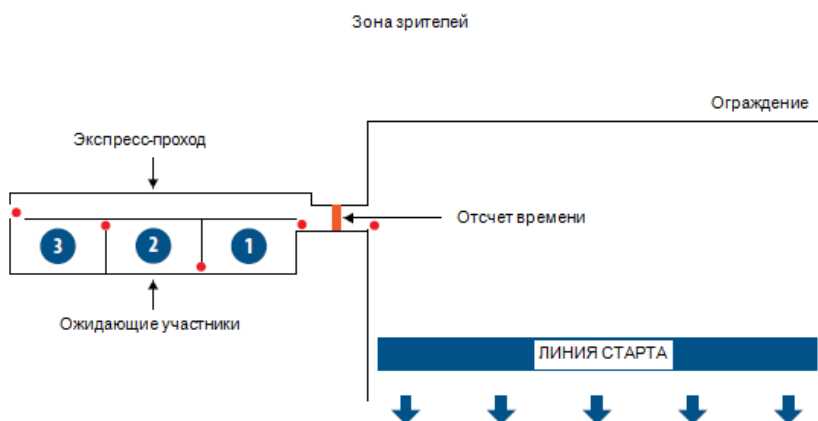 Зона зрителей
Ограждение
Экспресс-проход
Отсчет времени
3 2 1
Ожидающие участники
ЛИНИЯ СТАРТА